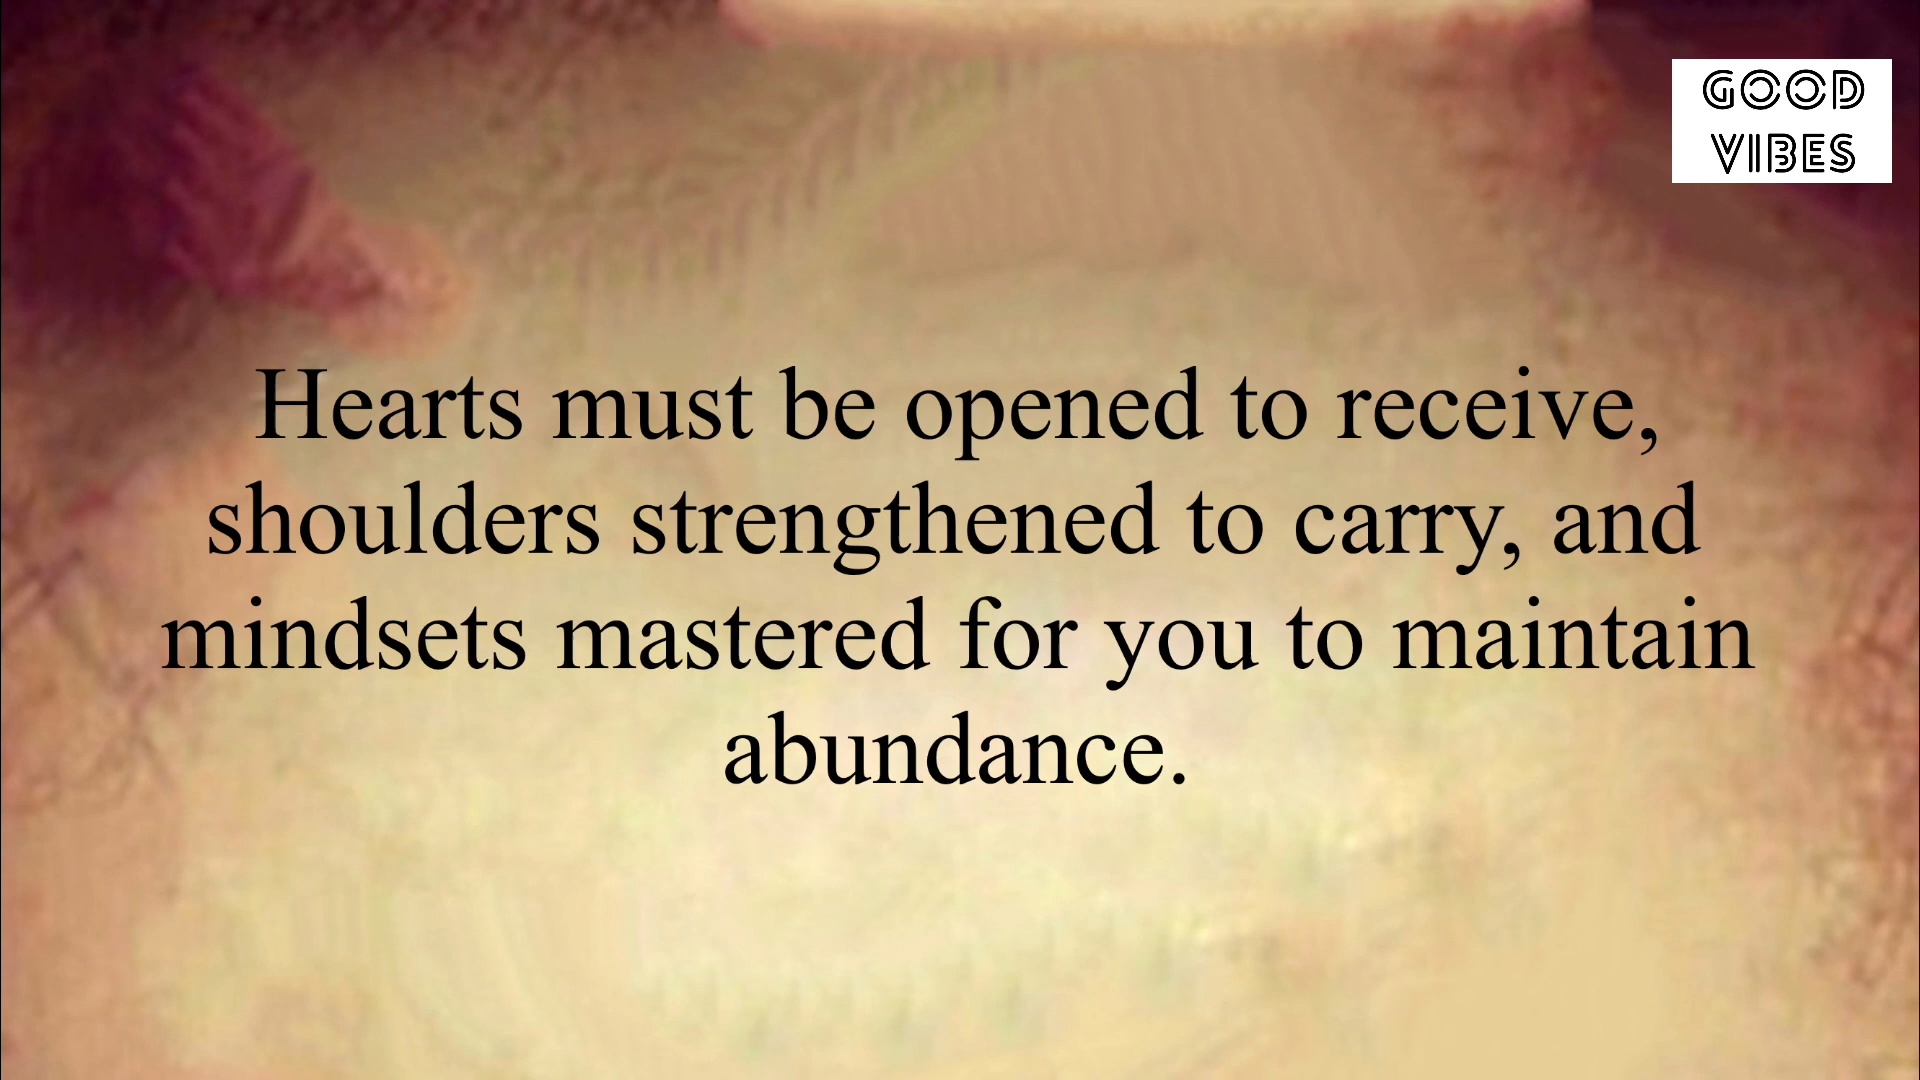 GOOD
VIBES
Hearts must be opened to receive,
shoulders strengthened to carry, and
mindsets mastered for you to maintain
abundance.